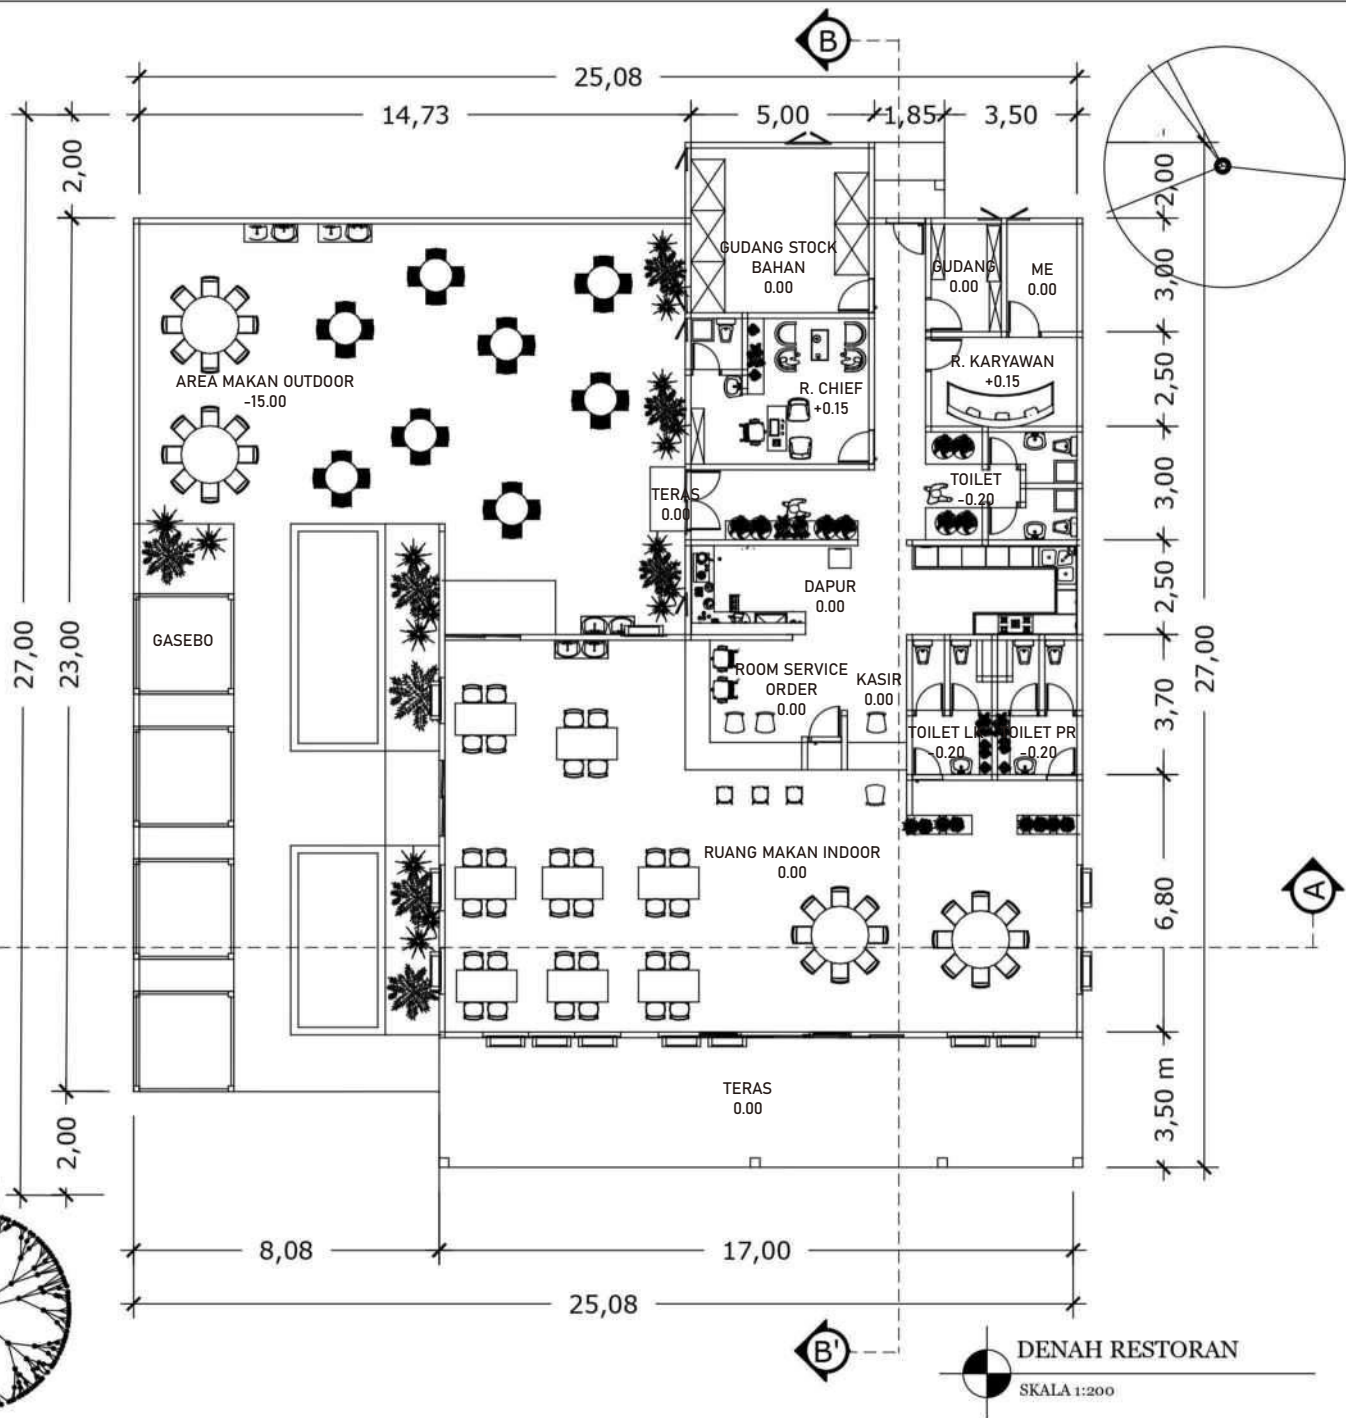 B
25,08
14,73
5,00
1,85
3,50
2,00
2,00
GUDANG STOCK
BAHAN
0.00
GUDANG
0.00
ME
0.00
3,00
AREA MAKAN OUTDOOR
-15.00
R. CHIEF
+0.15
R. KARYAWAN
+0.15
2,50
TERAS
0.00
TOILET
-0.20
3,00
DAPUR
0.00
2,50
27,00
23,00
GASEBO
ROOM SERVICE
ORDER
0.00
KASIR
0.00
TOILET
-0.20
TOILET PR
-0.20
3,70
27,00
RUANG MAKAN INDOOR
0.00
6,80
A
TERAS
0.00
3,50 m
2,00
8,08
17,00
25,08
B'
DENAH RESTORAN
SKALA 1:200